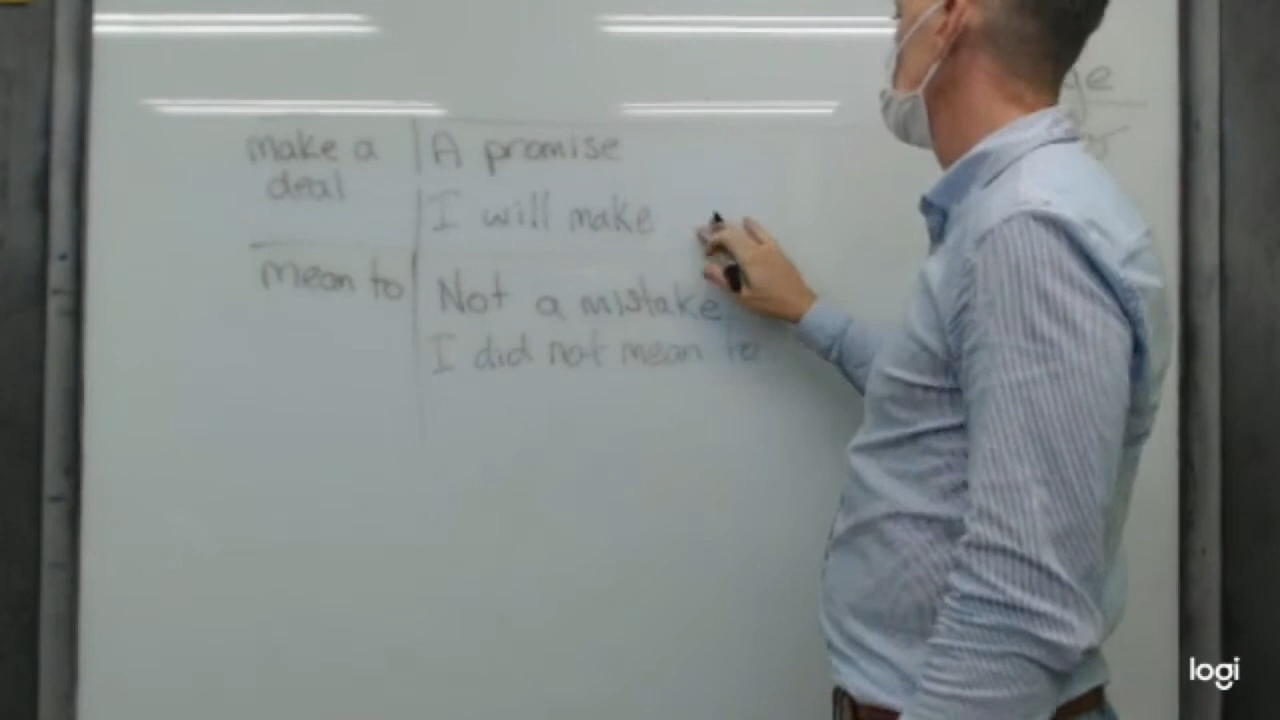 make a
deal
A promise
I will make
mean to
Not a mistake
I did not mean to
logi